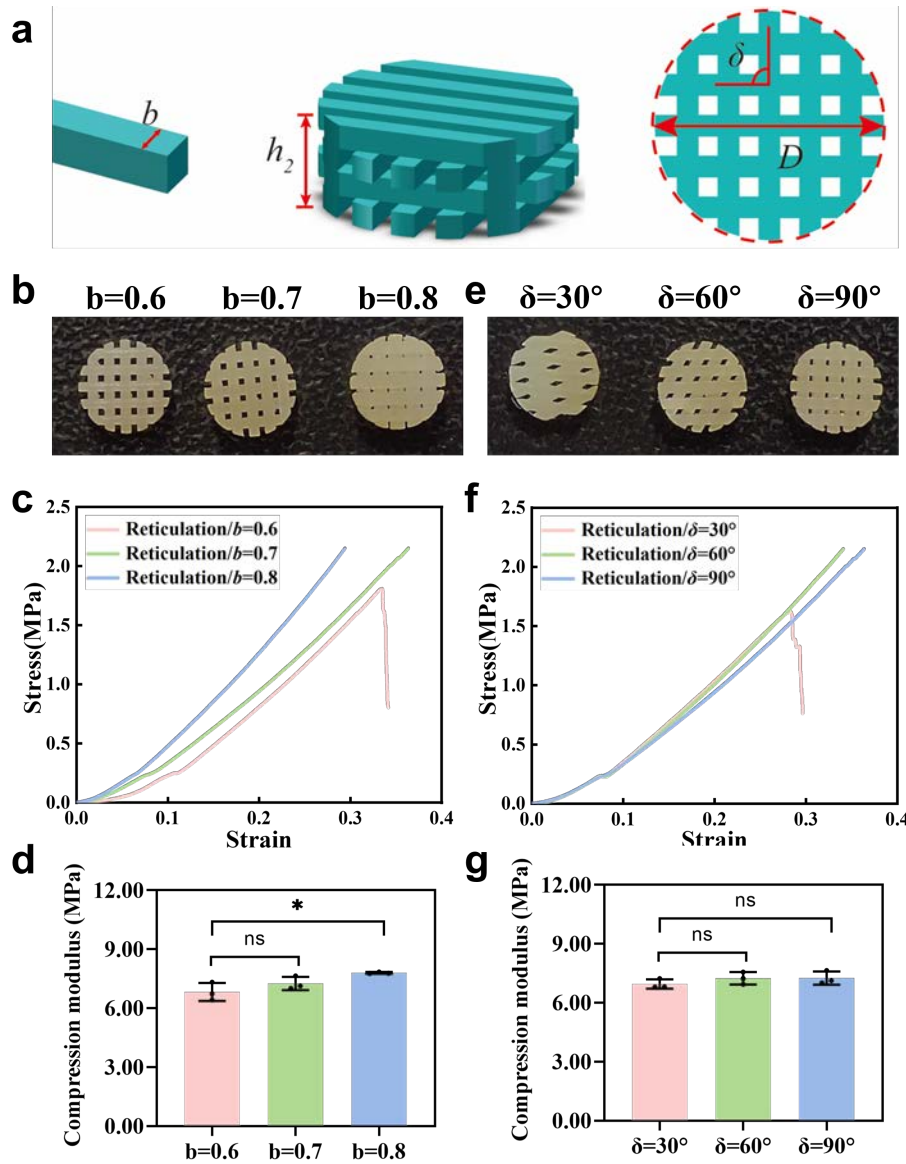 a
b
h2
δ
D
b
b=0.6 b=0.7 b=0.8
e
δ=30° δ=60° δ=90°
c
2.5
2.0
1.5
1.0
0.5
0.0
Stress(MPa)
Reticulation/b=0.6
Reticulation/b=0.7
Reticulation/b=0.8
0.0 0.1 0.2 0.3 0.4
Strain
f
2.5
2.0
1.5
1.0
0.5
0.0
Stress(MPa)
Reticulation/δ=30°
Reticulation/δ=60°
Reticulation/δ=90°
0.0 0.1 0.2 0.3 0.4
Strain
d
Compression modulus (MPa)
12.00
9.00
6.00
3.00
0.00
*
ns
b=0.6 b=0.7 b=0.8
g
Compression modulus (MPa)
12.00
9.00
6.00
3.00
0.00
ns
ns
δ=30° δ=60° δ=90°